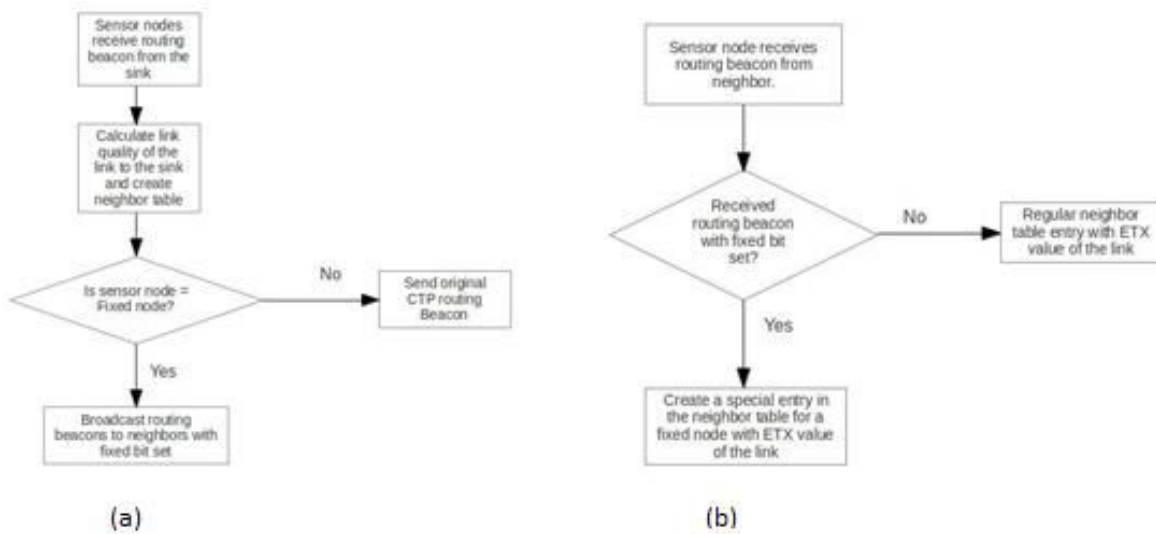 Sensor nodes
receive routing
beacon from the
sink
Calculate link
quality of the
link to the sink
and create
neighbor table
Is sensor node =
Fixed node?
No
Send original
CTP routing
Beacon
Yes
Broadcast routing
beacons to neighbors with
fixed bit set
(a)
Sensor node receives
routing beacon from
neighbor.
Received
routing beacon
with fixed bit
set?
No
Regular neighbor
table entry with ETX
value of the link
Yes
Create a special entry in
the neighbor table for a
fixed node with ETX value
of the link
(b)